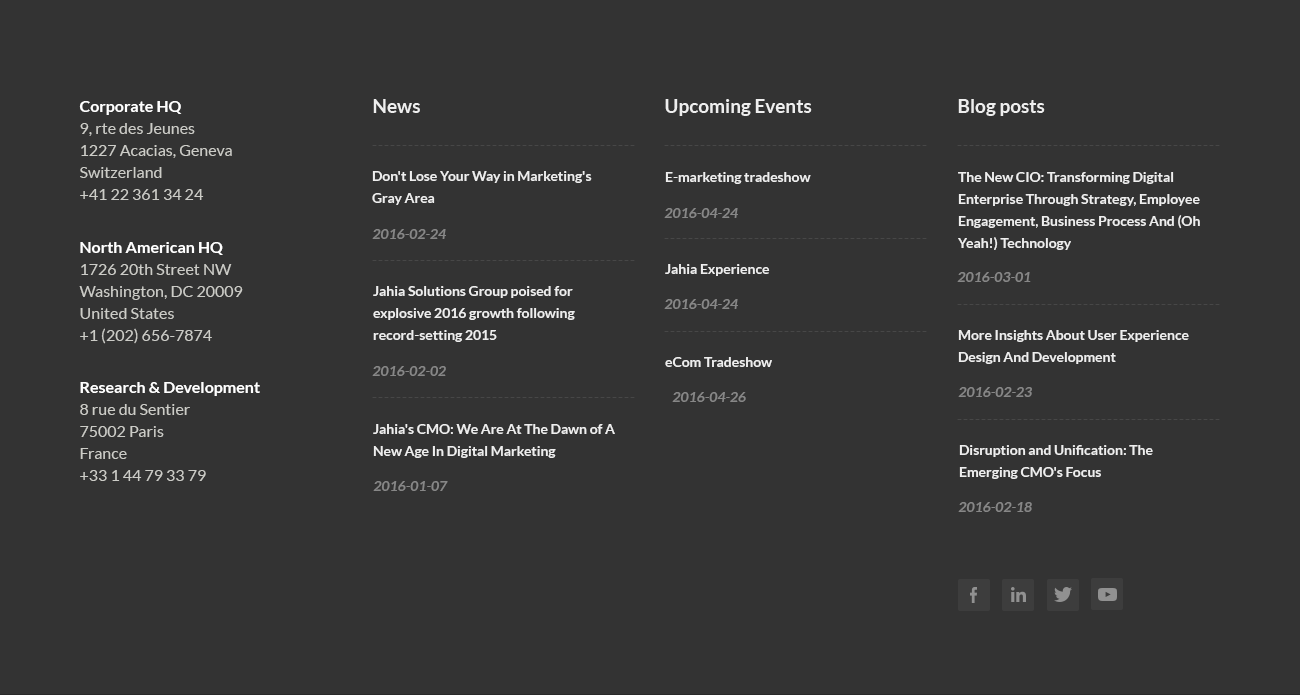 Corporate HQ
9, rte des Jeunes
1227 Acacias, Geneva
Switzerland
+41 22 361 34 24
North American HQ
1726 20th Street NW
Washington, DC 20009
United States
+1 (202) 656-7874
Research & Development
8 rue du Sentier
75002 Paris
France
+33 1 44 79 33 79
News
Don't Lose Your Way in Marketing's
Gray Area
2016-02-24
Jahia Solutions Group poised for
explosive 2016 growth following
record-setting 2015
2016-02-02
Jahia's CMO: We Are At The Dawn of A
New Age In Digital Marketing
2016-01-07
Upcoming Events
E-marketing tradeshow
2016-04-24
Jahia Experience
2016-04-24
eCom Tradeshow
2016-04-26
Blog posts
The New CIO: Transforming Digital
Enterprise Through Strategy, Employee
Engagement, Business Process And (Oh
Yeah!) Technology
2016-03-01
More Insights About User Experience
Design And Development
2016-02-23
Disruption and Unification: The
Emerging CMO's Focus
2016-02-18